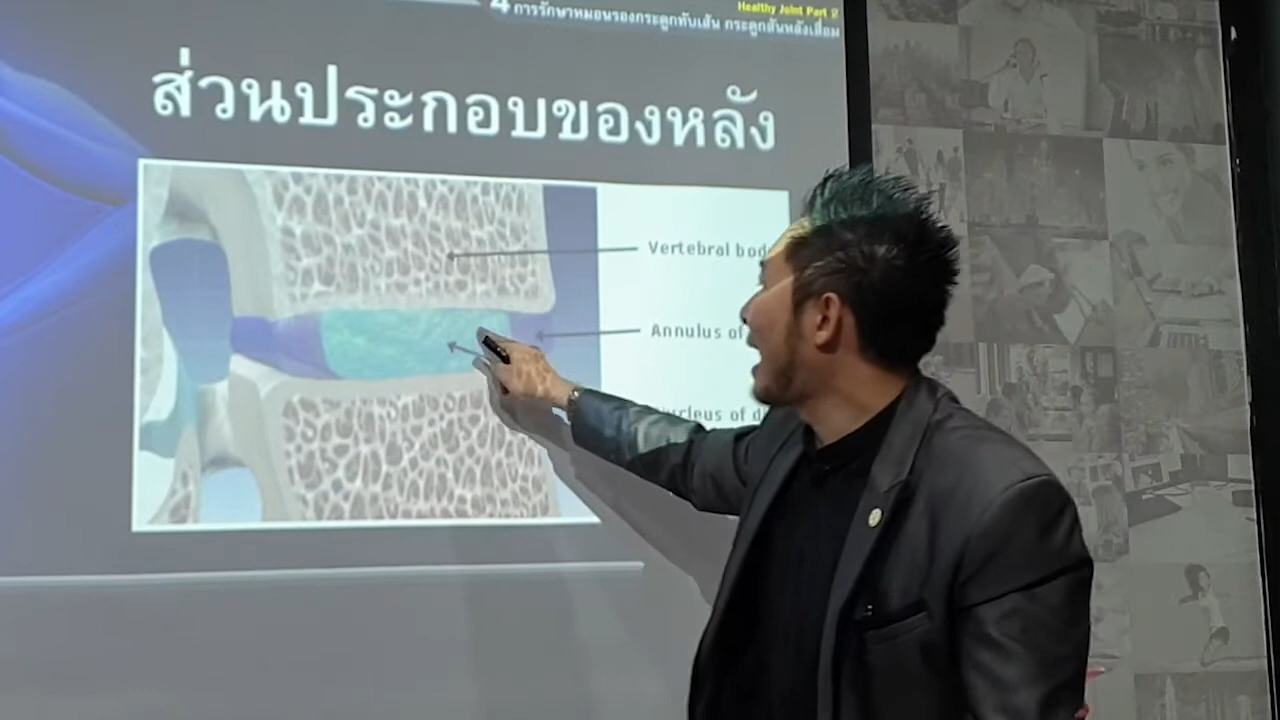 Healthy Joint Part 2
4 การรักษาหมอนรองกระดูกทับเส้น กระดูกสันหลังเสื่อม
ส่วนประกอบของหลัง
Vertebral bod
Annulus of
nucleus of d